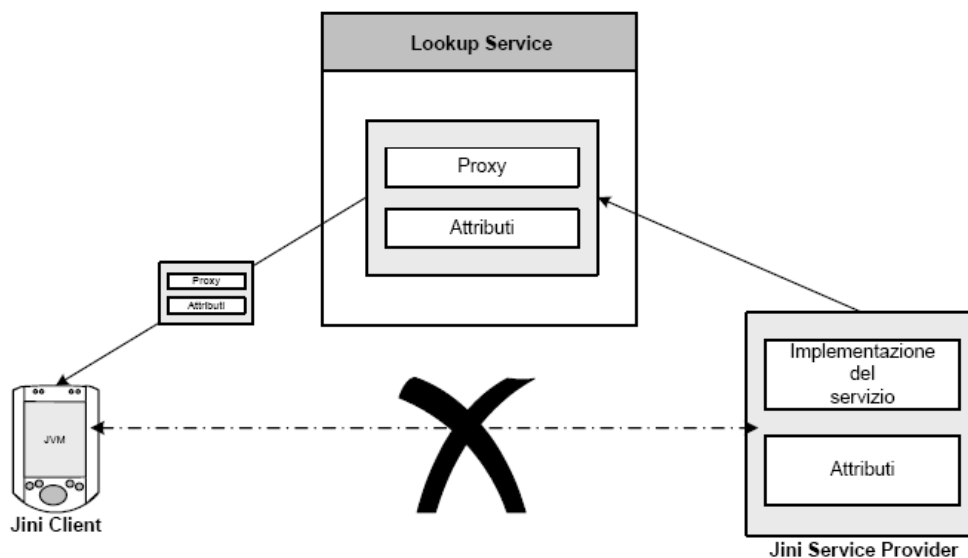 Lookup Service
Proxy
Attributi
Proxy
Attributi
JVM
Jini Client
Implementazione
del
servizio
Attributi
Jini Service Provider